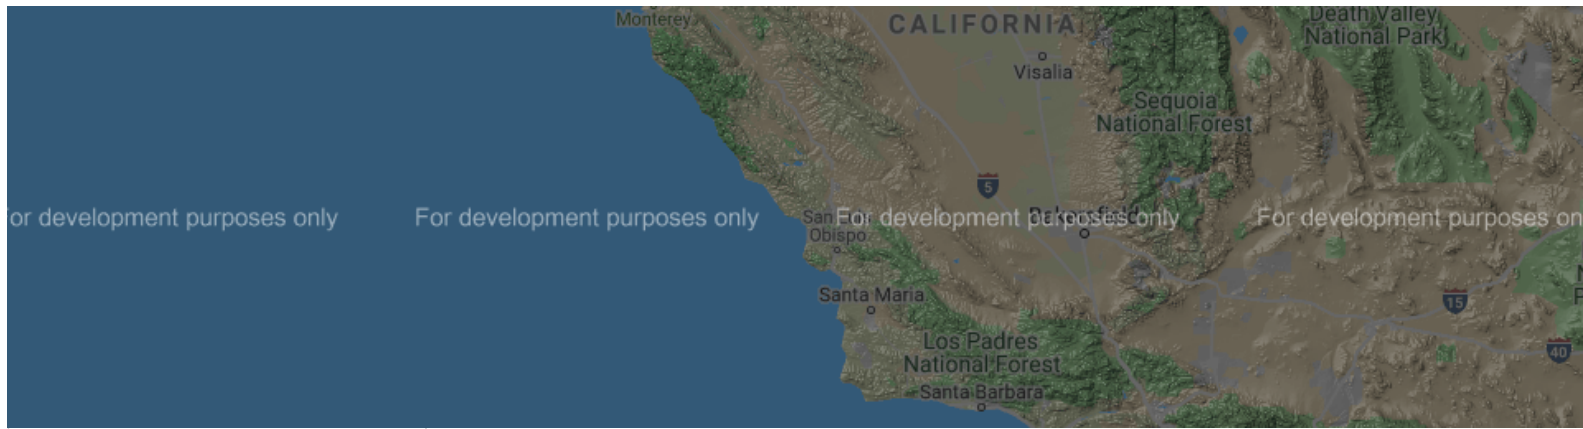 Monterey
CALIFORNIA
Death Valley
National Park
Visalia
Sequoia
National Forest
5
or development purposes only
For development purposes only
San Luis
Obispo
For development purposes only
Bakersfield
For development purposes on
Santa Maria
15
N
P
Los Padres
National Forest
40
Santa Barbara